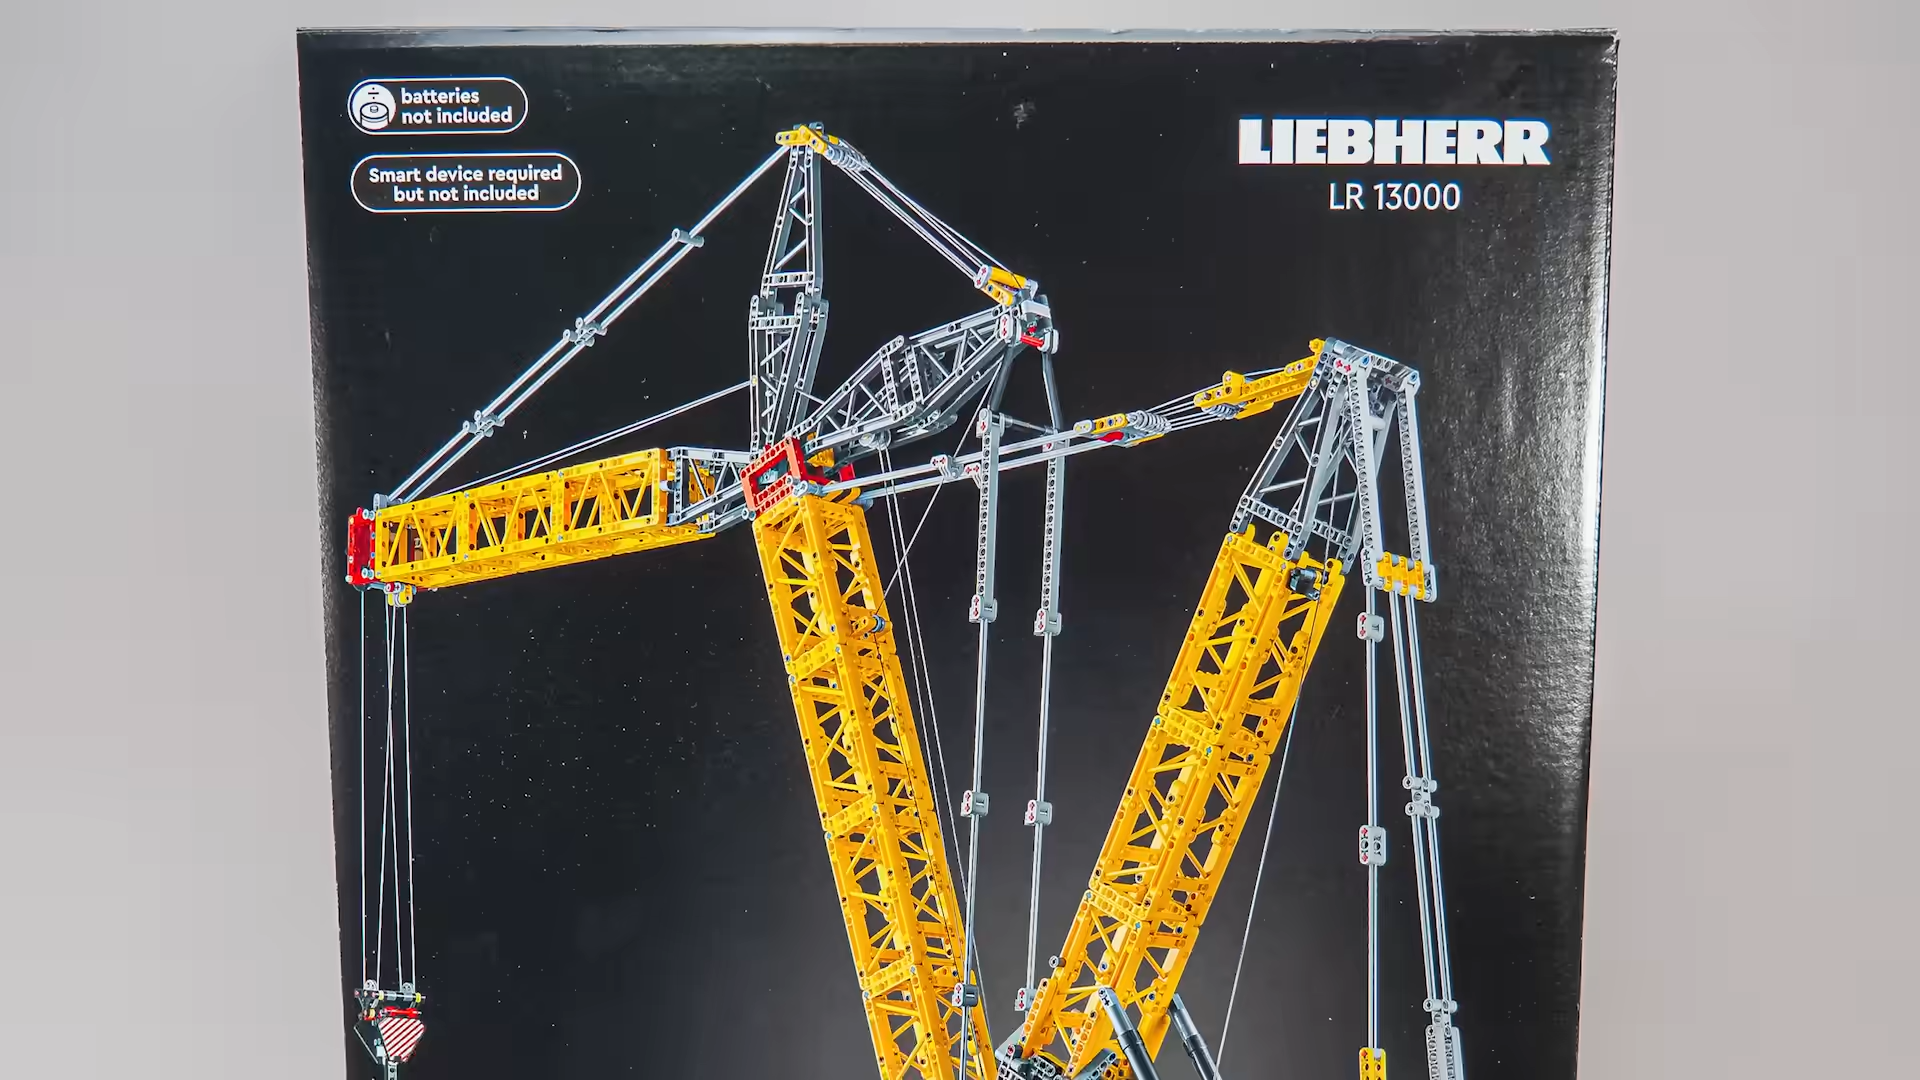 batteries
not included
Smart device required
but not included
LIEBHERR
LR 13000